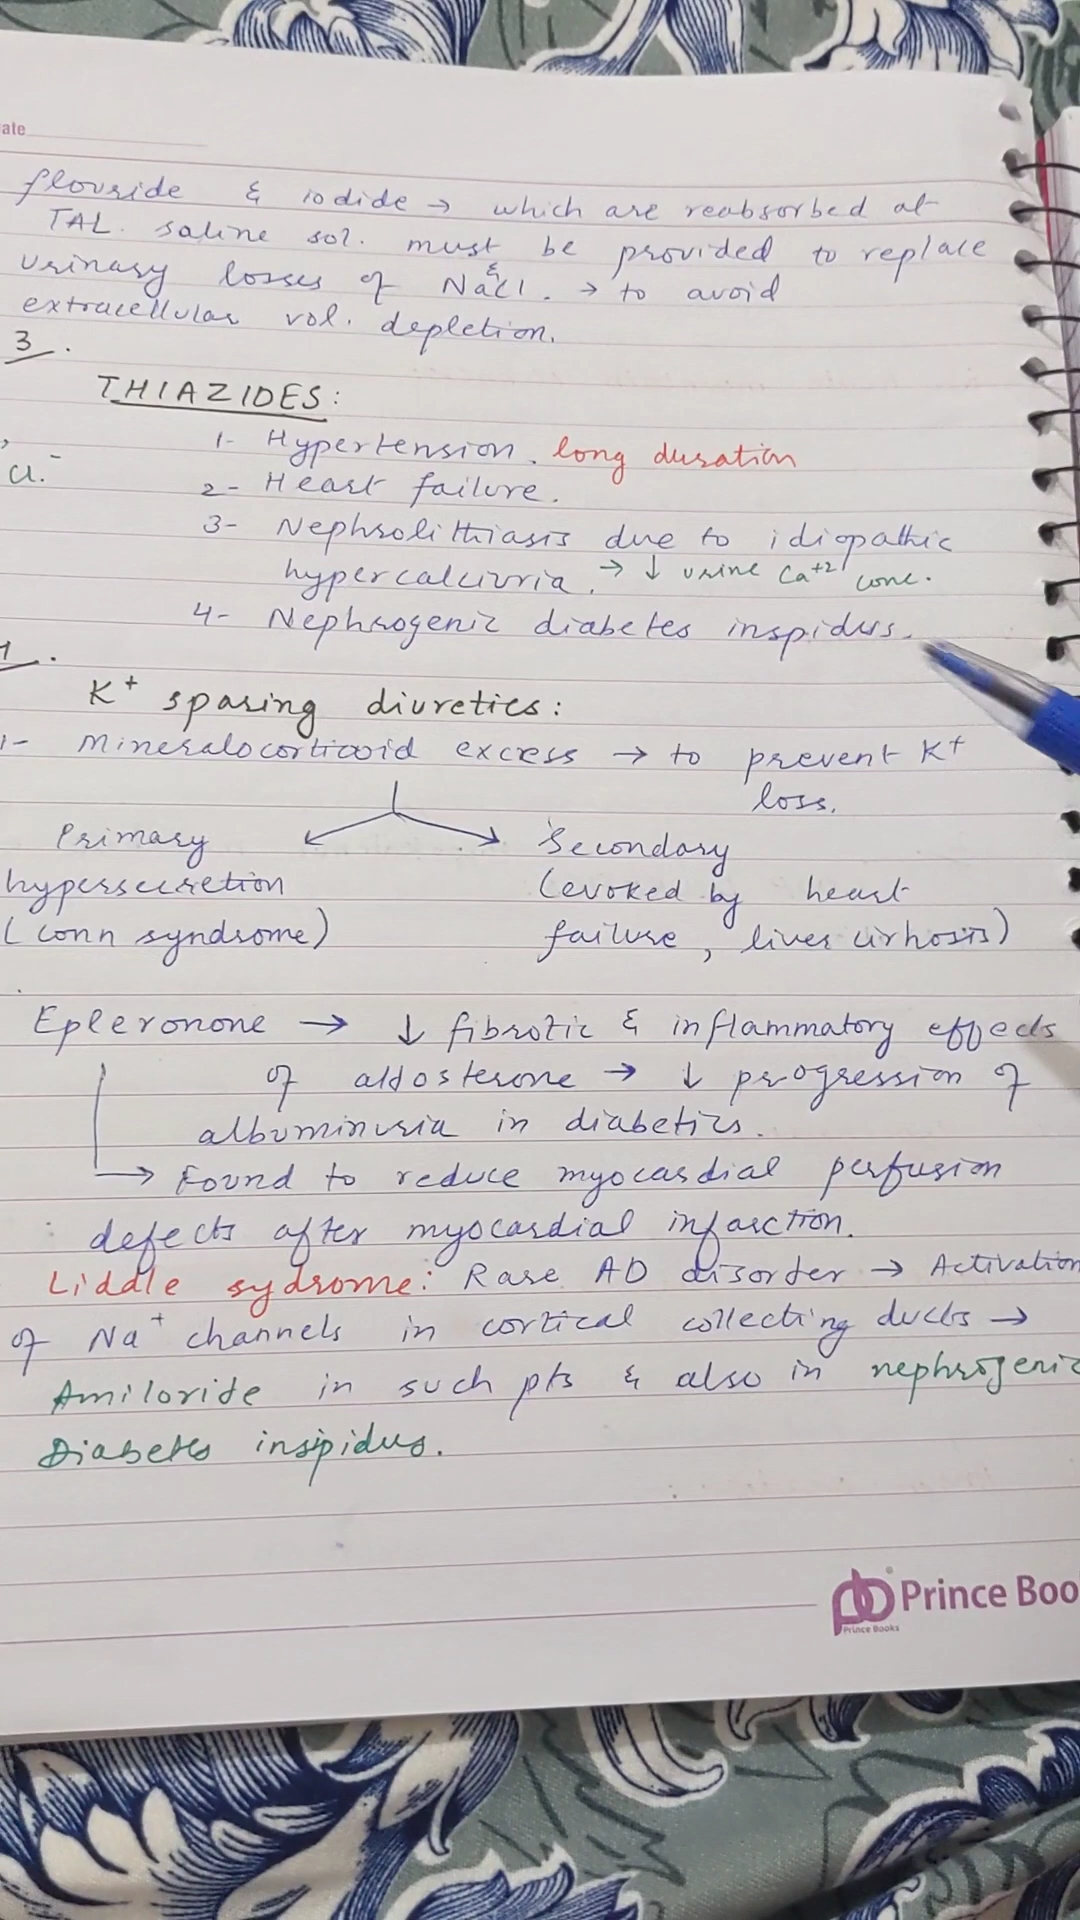 ate
flouride & iodide → which are reabsorbed at
TAL. saline sol. must be provided to replace
urinary losses of NaCl. & → to avoid
extracellular vol. depletion.
3.
THIAZIDES:
1- Hypertension. long duration
Cl.⁻
2- Heart failure.
3- Nephrolithiasis due to idiopathic
hypercalciuria. → ↓ urine Ca⁺² conc.
4- Nephrogenic diabetes inspidus.
K⁺ sparing diuretics:
1- Mineralocorticoid excess → to prevent K⁺
loss.
Primary
hypersecretion
(conn syndrome)
Secondary
(evoked by heart
failure, liver cirhosis)
Epleronone → ↓ fibrotic & inflammatory effects
of aldosterone → ↓ progression of
albuminuria in diabetics.
→ Found to reduce myocardial perfusion
defects after myocardial infarction.
Liddle sydrome: Rare AD disorder → Activation
of Na⁺ channels in cortical collecting ducts →
Amiloride in such pts & also in nephrogenic
Diabetes insipidus.
Prince Boo
Prince Books